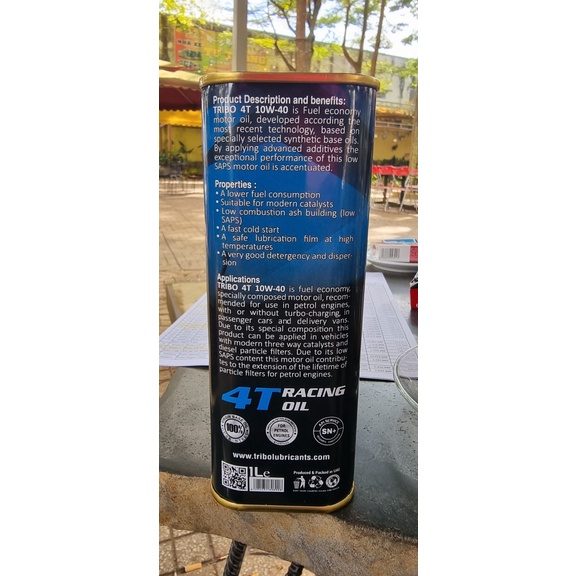 Product Description and benefits:
TRIBO 4T 10W-40 is Fuel economy
motor oil, developed according the
most recent technology, based on
specially selected synthetic base oils.
By applying advanced additives the
exceptional performance of this low
SAPS motor oil is accentuated.
Properties :
• A lower fuel consumption
• Suitable for modern catalysts
• Low combustion ash building (low
SAPS)
• A fast cold start
• A safe lubrication film at high
temperatures
• A very good detergency and disper-
sion
Applications
TRIBO 4T 10W-40 is fuel economy,
specially composed motor oil, recom-
mended for use in petrol engines,
with or without turbo-charging, in
passenger cars and delivery vans.
Due to its special composition this
product can be applied in vehicles
with modern three way catalysts and
diesel particle filters. Due to its low
SAPS content this motor oil contribu-
tes to the extension of the lifetime of
particle filters for petrol engines.
4T RACING
OIL
100%
FOR
PETROL
ENGINES
SN+
www.tribolubricants.com
1L e
Produced & Packed in UAE